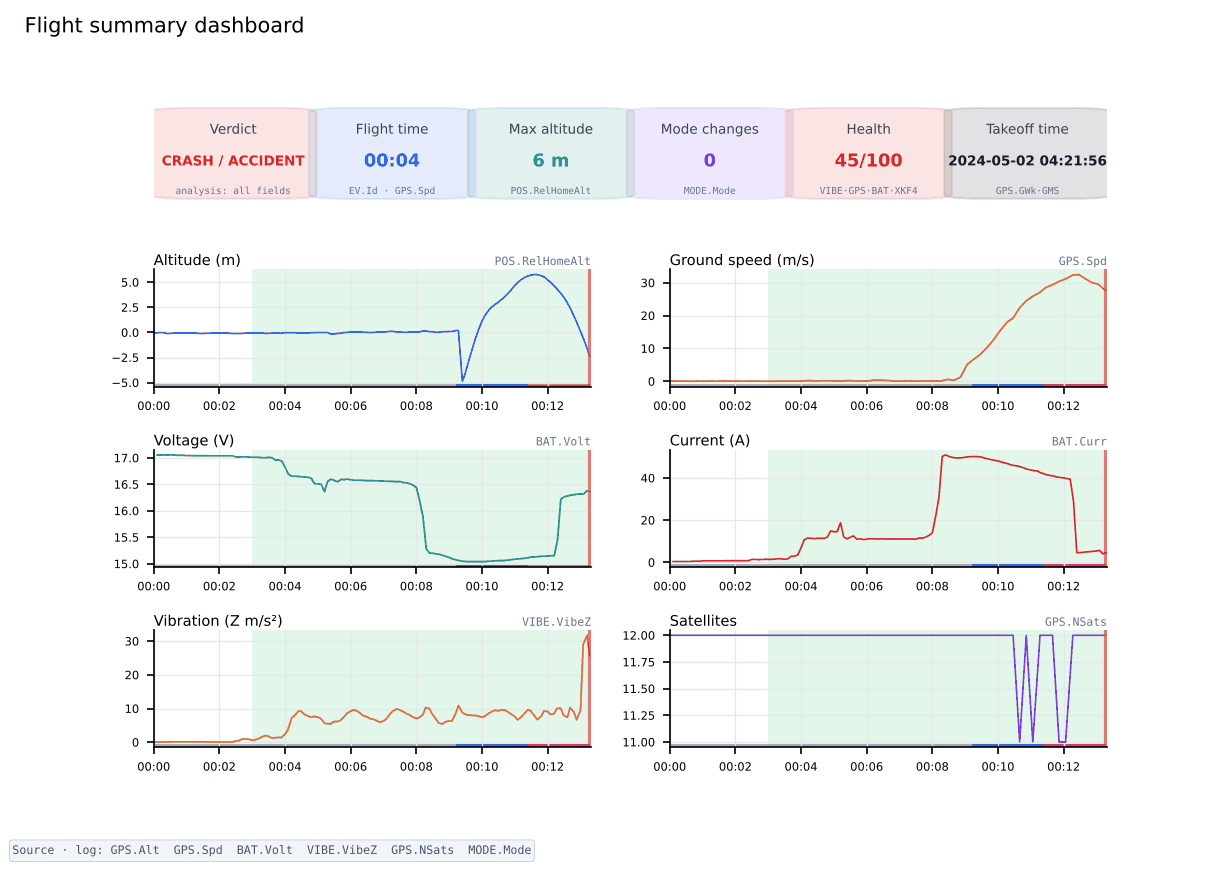 Flight summary dashboard
Verdict
CRASH / ACCIDENT
analysis: all fields
Flight time
00:04
EV.Id · GPS.Spd
Max altitude
6 m
POS.RelHomeAlt
Mode changes
0
MODE.Mode
Health
45/100
VIBE·GPS·BAT·XKF4
Takeoff time
2024-05-02 04:21:56
GPS.GWk·GMS
Altitude (m) POS.RelHomeAlt
5.0
2.5
0.0
−2.5
−5.0
00:00 00:02 00:04 00:06 00:08 00:10 00:12
Ground speed (m/s) GPS.Spd
30
20
10
0
00:00 00:02 00:04 00:06 00:08 00:10 00:12
Voltage (V) BAT.Volt
17.0
16.5
16.0
15.5
15.0
00:00 00:02 00:04 00:06 00:08 00:10 00:12
Current (A) BAT.Curr
40
20
0
00:00 00:02 00:04 00:06 00:08 00:10 00:12
Vibration (Z m/s²) VIBE.VibeZ
30
20
10
0
00:00 00:02 00:04 00:06 00:08 00:10 00:12
Satellites GPS.NSats
12.00
11.75
11.50
11.25
11.00
00:00 00:02 00:04 00:06 00:08 00:10 00:12
Source · log: GPS.Alt GPS.Spd BAT.Volt VIBE.VibeZ GPS.NSats MODE.Mode